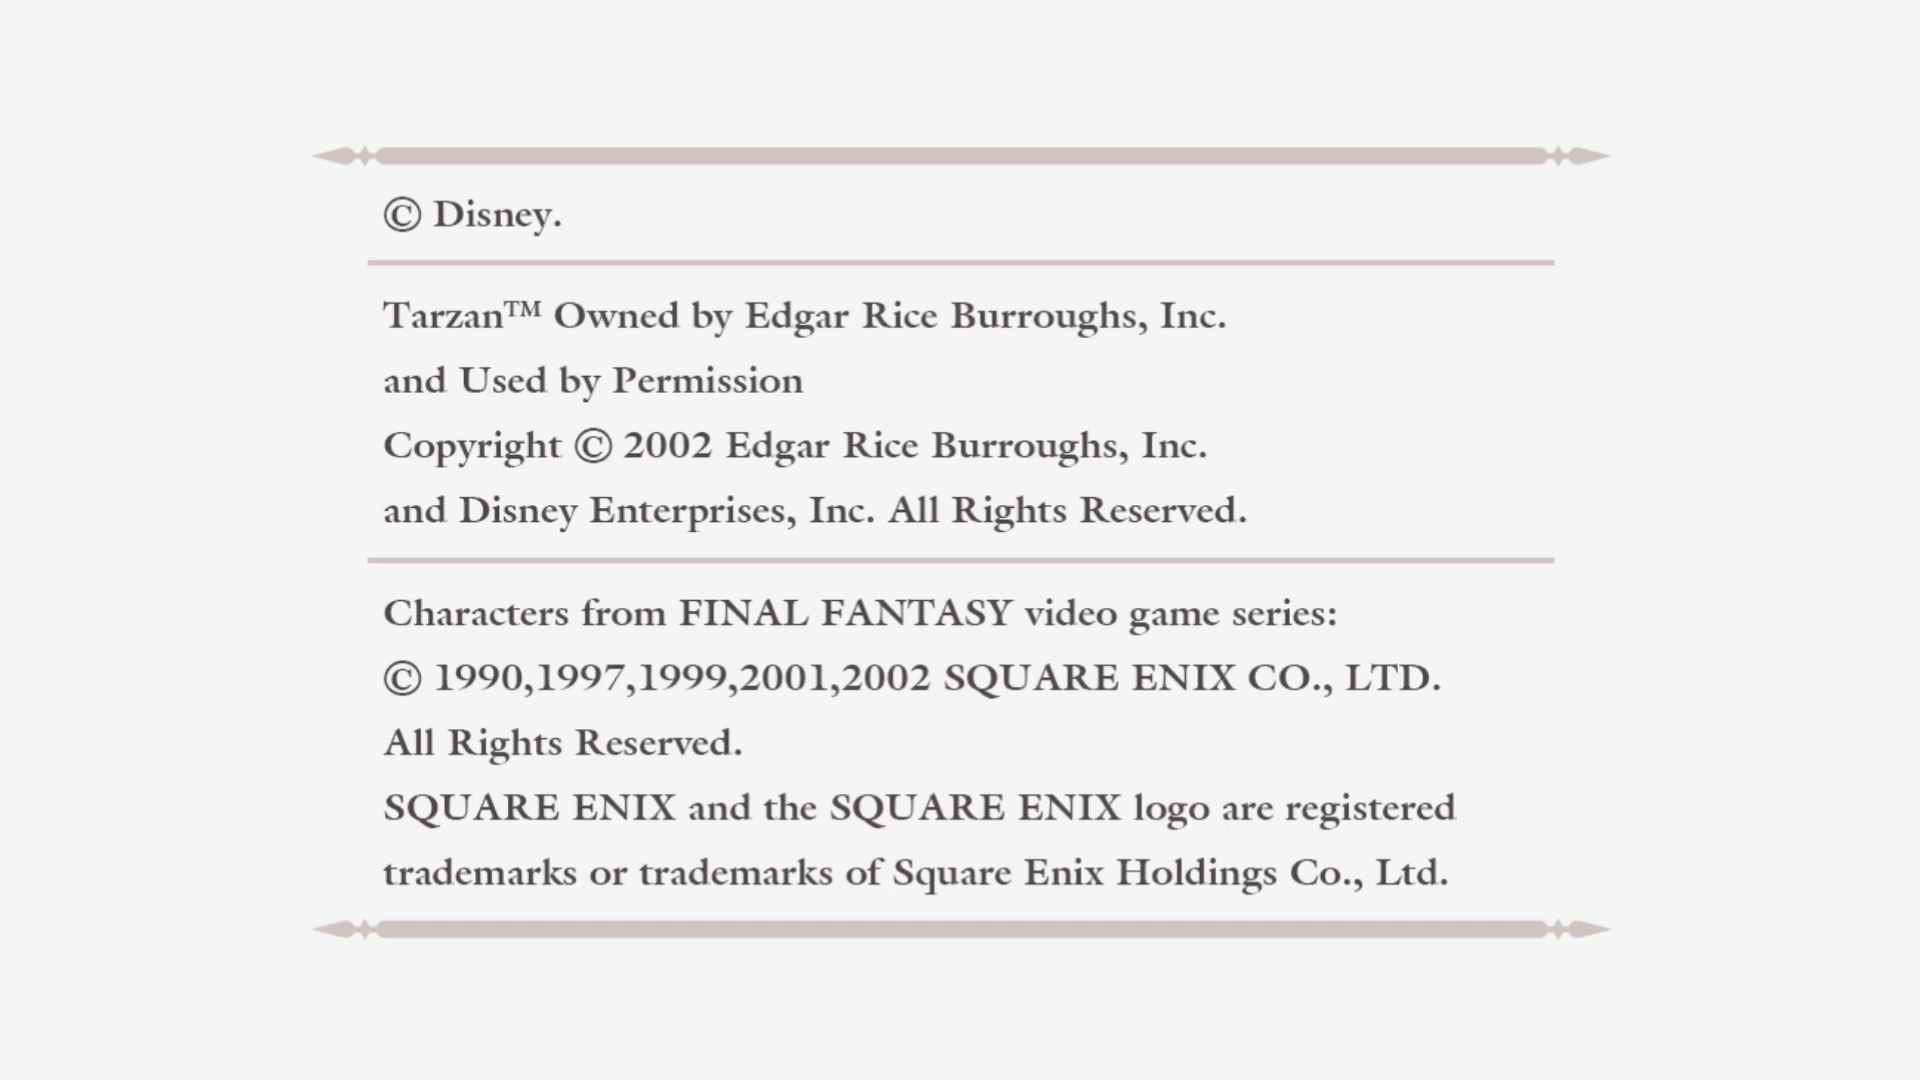 © Disney.
Tarzan™ Owned by Edgar Rice Burroughs, Inc.
and Used by Permission
Copyright © 2002 Edgar Rice Burroughs, Inc.
and Disney Enterprises, Inc. All Rights Reserved.
Characters from FINAL FANTASY video game series:
© 1990,1997,1999,2001,2002 SQUARE ENIX CO., LTD.
All Rights Reserved.
SQUARE ENIX and the SQUARE ENIX logo are registered
trademarks or trademarks of Square Enix Holdings Co., Ltd.